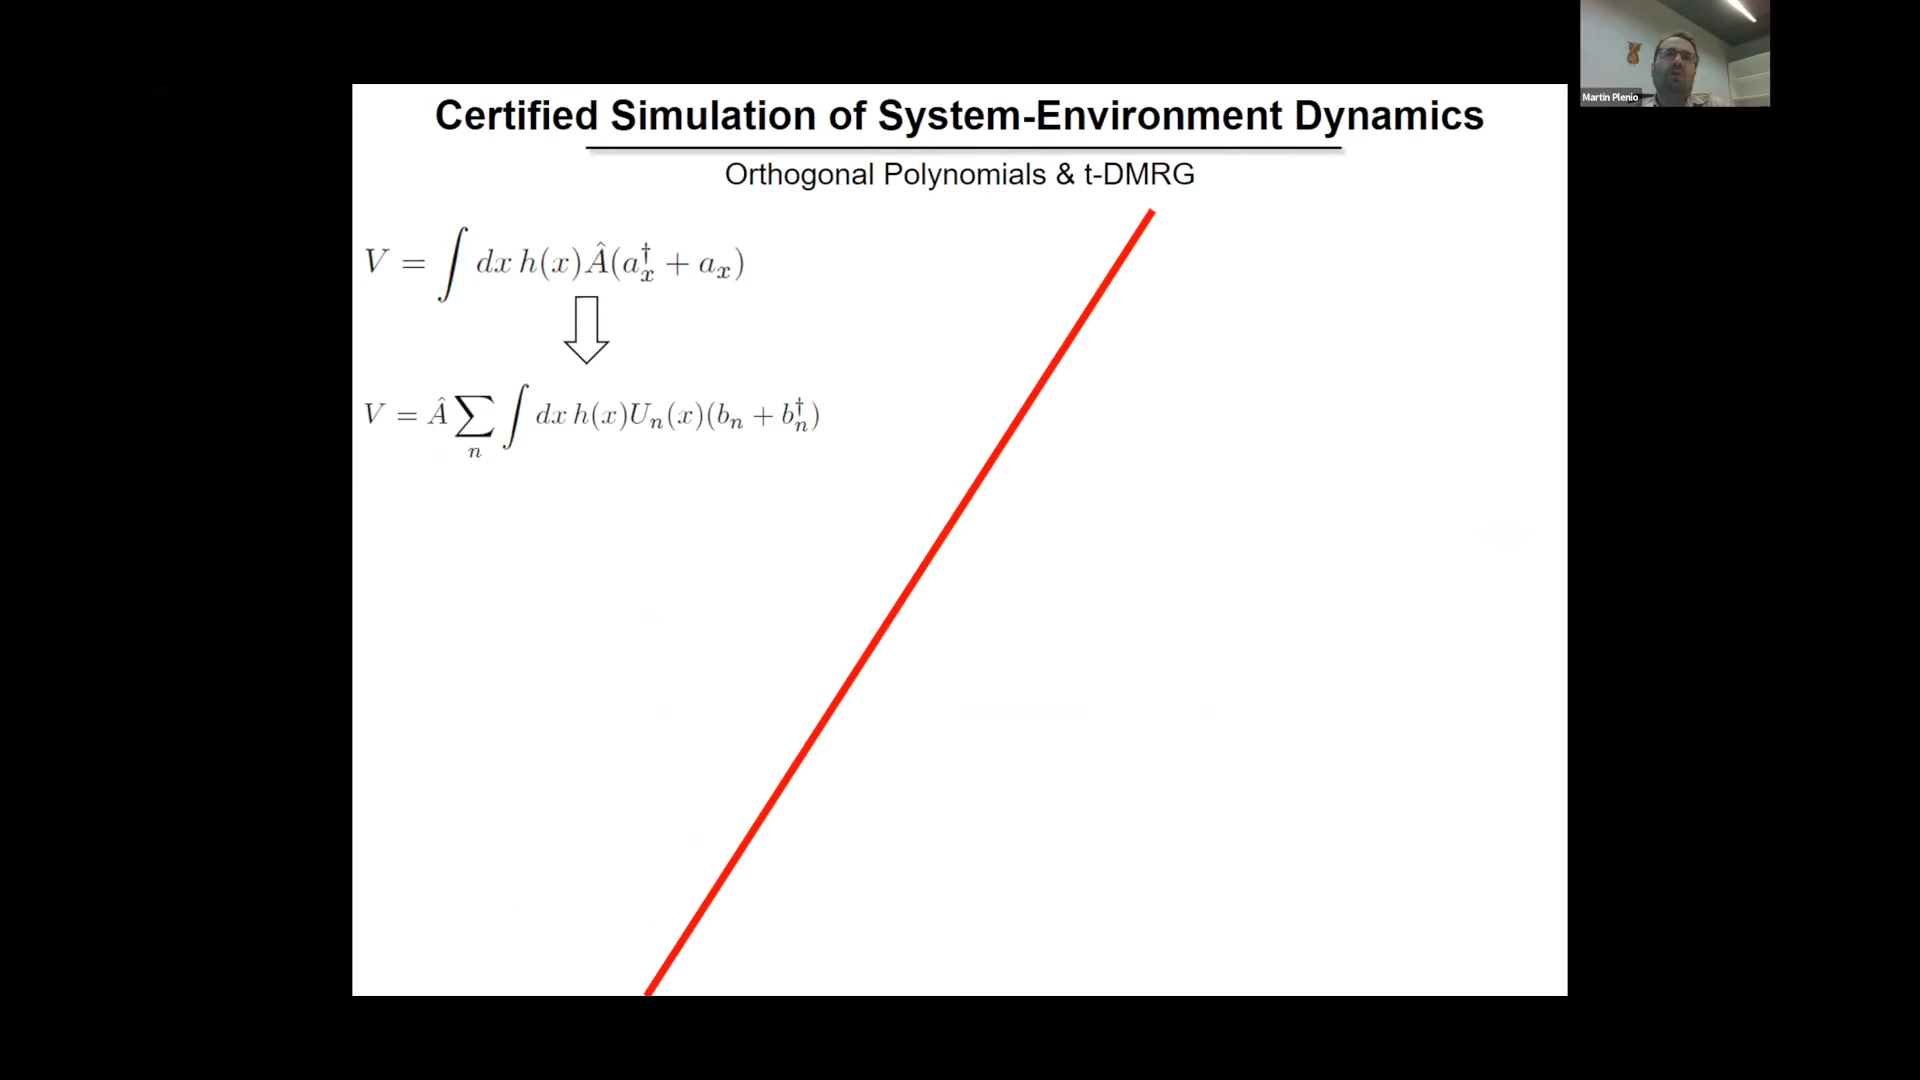 Martin Plenio
Certified Simulation of System-Environment Dynamics
Orthogonal Polynomials & t-DMRG
V = ∫ dx h(x)Â(a†ₓ + aₓ)
V = Â ∑ₙ ∫ dx h(x)Uₙ(x)(bₙ + b†ₙ)